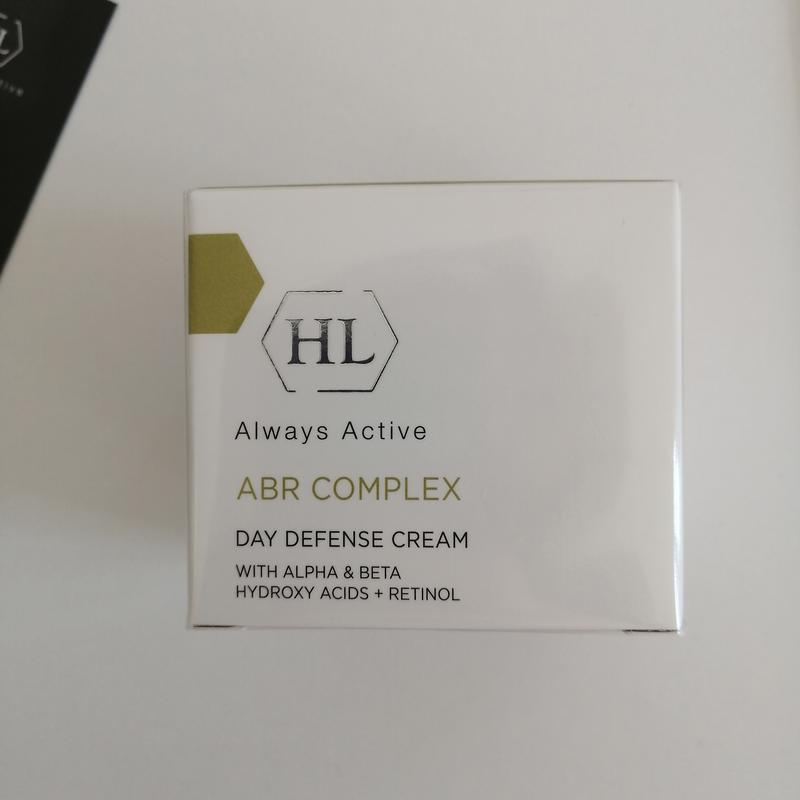 HL
Always Active
ABR COMPLEX
DAY DEFENSE CREAM
WITH ALPHA & BETA
HYDROXY ACIDS + RETINOL